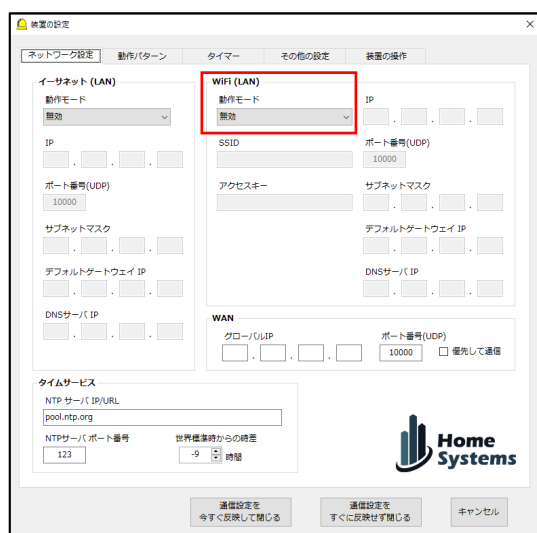 装置の設定
ネットワーク設定
動作パターン
タイマー
その他の設定
装置の操作
イーサネット (LAN)
動作モード
無効
IP
. . .
ポート番号(UDP)
10000
サブネットマスク
. . .
デフォルトゲートウェイ IP
. . .
DNSサーバ IP
. . .
WiFi (LAN)
動作モード
無効
SSID
アクセスキー
IP
. . .
ポート番号(UDP)
10000
サブネットマスク
. . .
デフォルトゲートウェイ IP
. . .
DNSサーバ IP
. . .
WAN
グローバルIP
. . .
ポート番号(UDP)
10000
優先して通信
タイムサービス
NTP サーバ IP/URL
pool.ntp.org
NTPサーバ ポート番号
123
世界標準時からの時差
-9 時間
Home
Systems
通信設定を
今すぐ反映して閉じる
通信設定を
すぐに反映せず閉じる
キャンセル